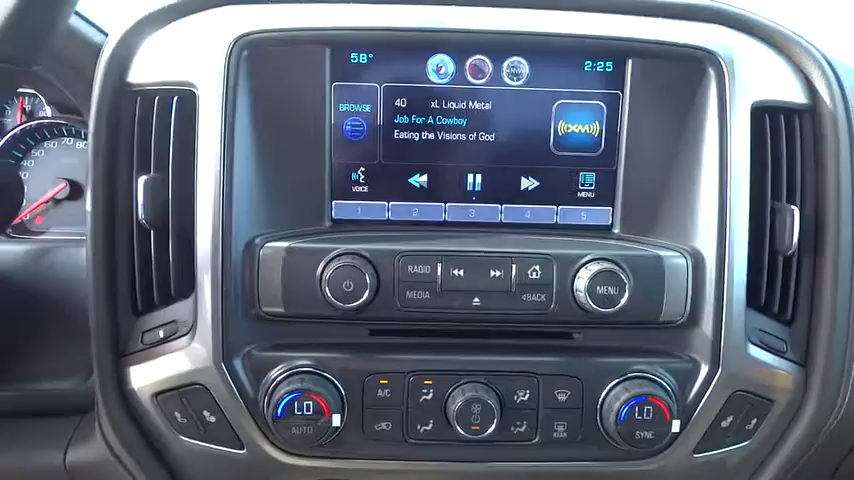 58°
NW
2:25
BROWSE
40 xL Liquid Metal
Job For A Cowboy
Eating the Visions of God
((XM))
VOICE
MENU
1 2 3 4 5
RADIO
MEDIA
BACK
MENU
60 70 80
50
40
20
A/C
LO
AUTO
REAR
LO
SYNC